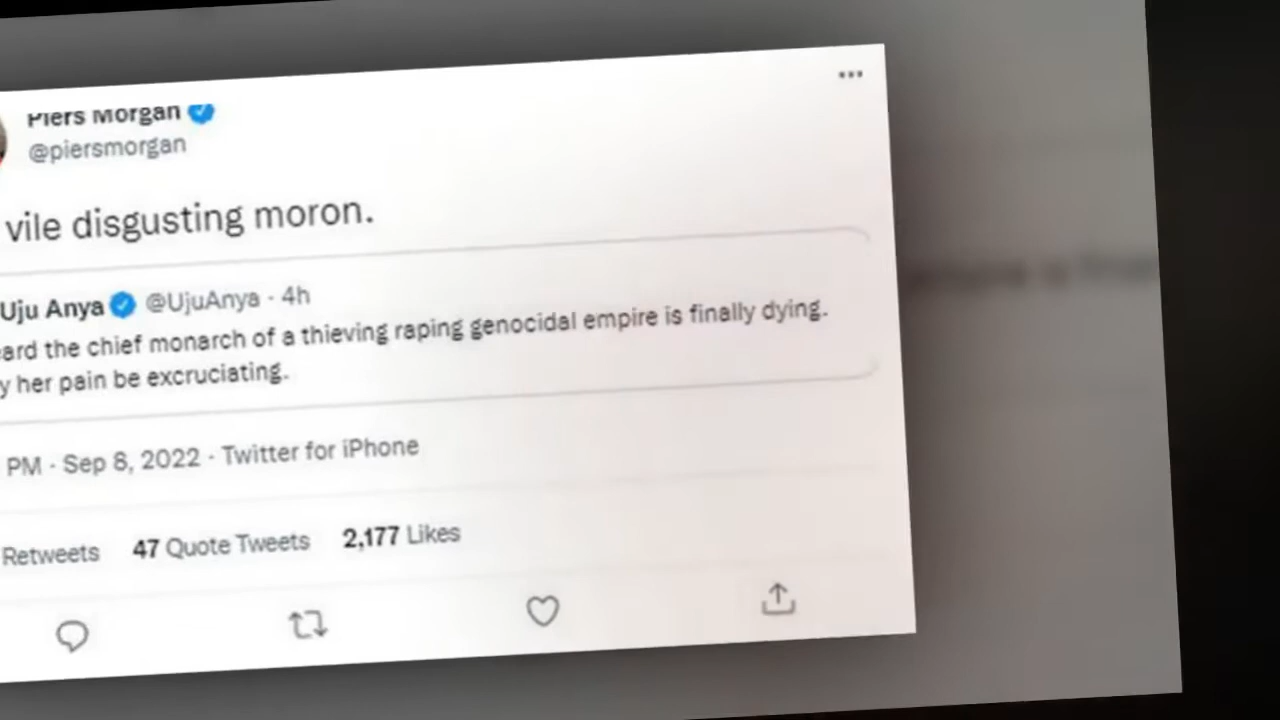 Piers Morgan
@piersmorgan
vile disgusting moron.
Uju Anya @UjuAnya · 4h
eard the chief monarch of a thieving raping genocidal empire is finally dying.
y her pain be excruciating.
PM · Sep 8, 2022 · Twitter for iPhone
Retweets 47 Quote Tweets 2,177 Likes